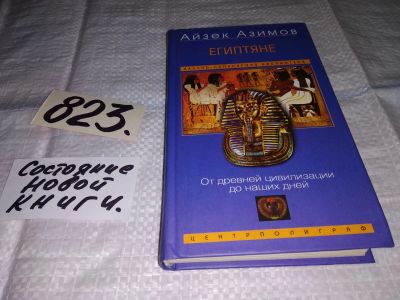 823.
Состояние
новой
книги.
Айзек Азимов
ЕГИПТЯНЕ
От древней цивилизации
до наших дней
ЦЕНТРПОЛИГРАФ